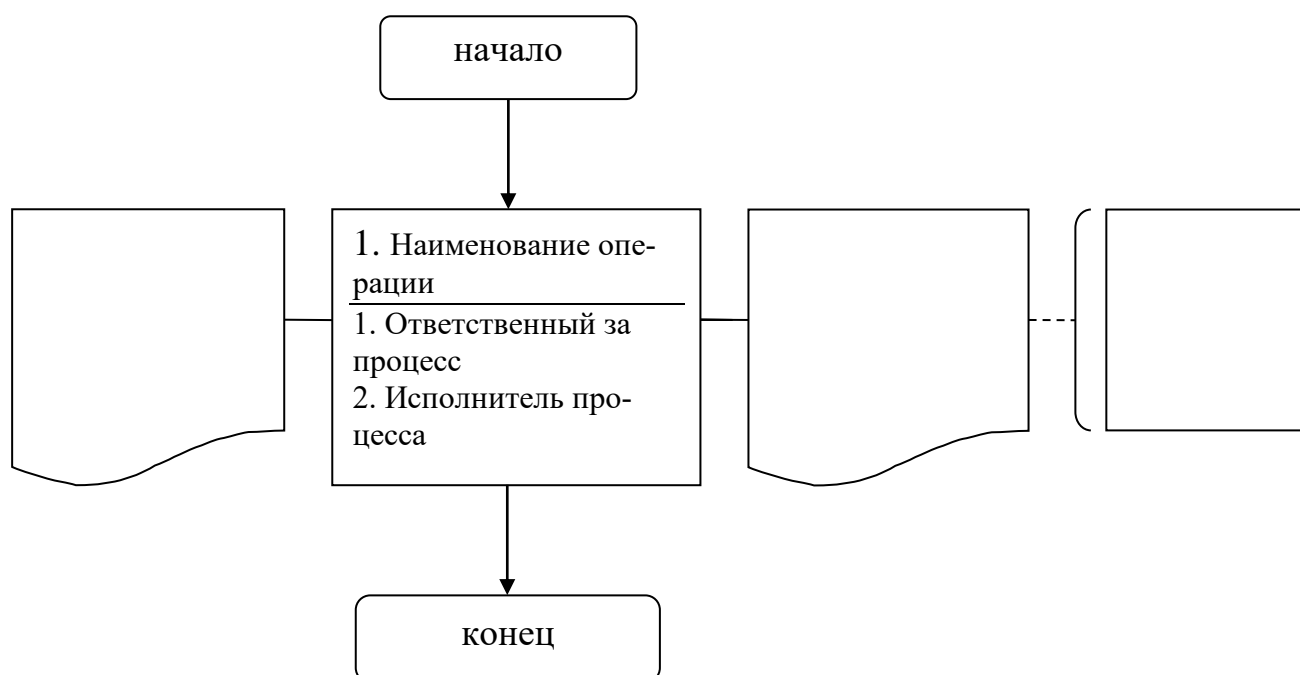 начало
1. Наименование опе-
рации
1. Ответственный за
процесс
2. Исполнитель про-
цесса
конец